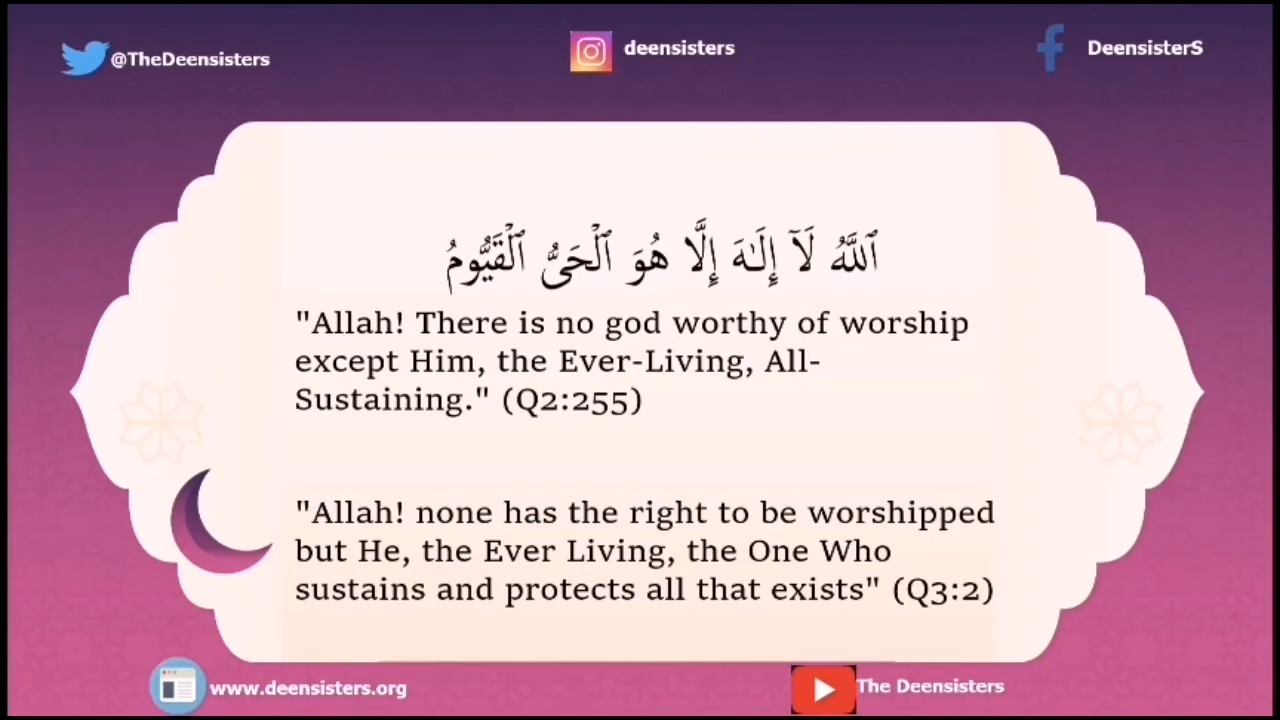 @TheDeensisters
deensisters
DeensisterS
ٱللَّهُ لَآ إِلَـٰهَ إِلَّا هُوَ ٱلْحَىُّ ٱلْقَيُّومُ
"Allah! There is no god worthy of worship
except Him, the Ever-Living, All-
Sustaining." (Q2:255)
"Allah! none has the right to be worshipped
but He, the Ever Living, the One Who
sustains and protects all that exists" (Q3:2)
www.deensisters.org
The Deensisters